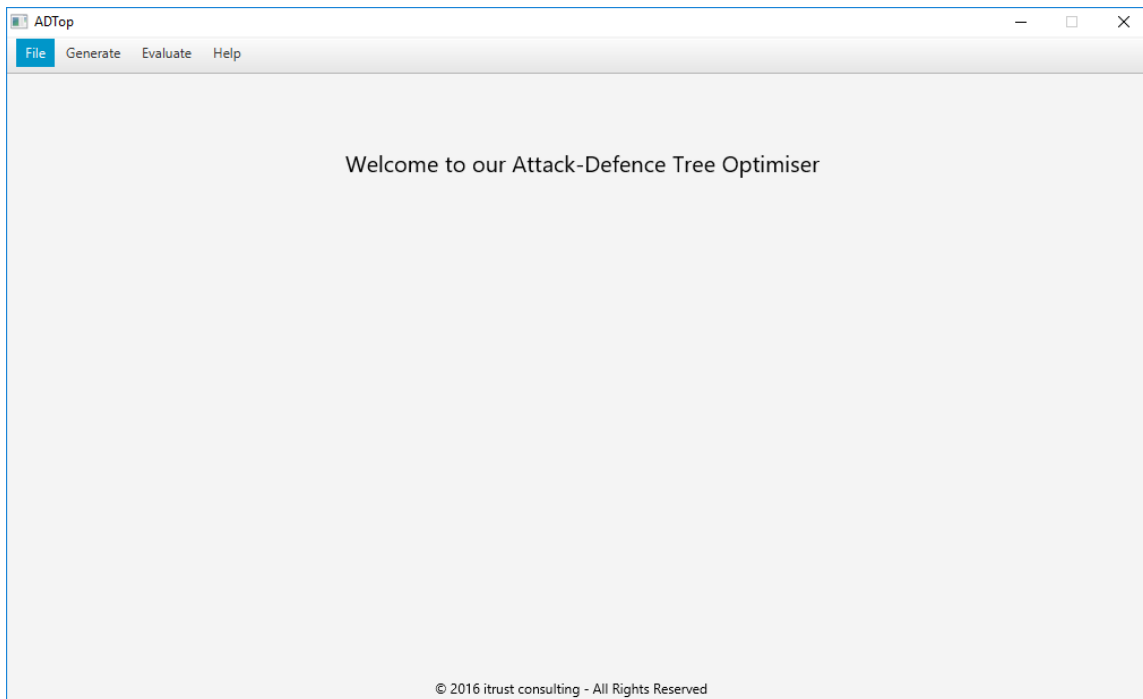 ADTop
File Generate Evaluate Help
Welcome to our Attack-Defence Tree Optimiser
© 2016 itrust consulting - All Rights Reserved